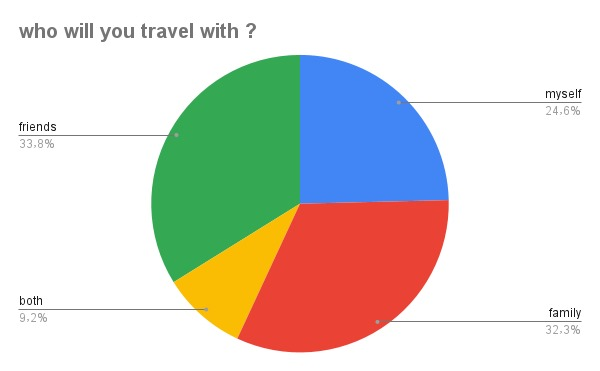 who will you travel with ?
myself
24,6%
friends
33,8%
both
9,2%
family
32,3%